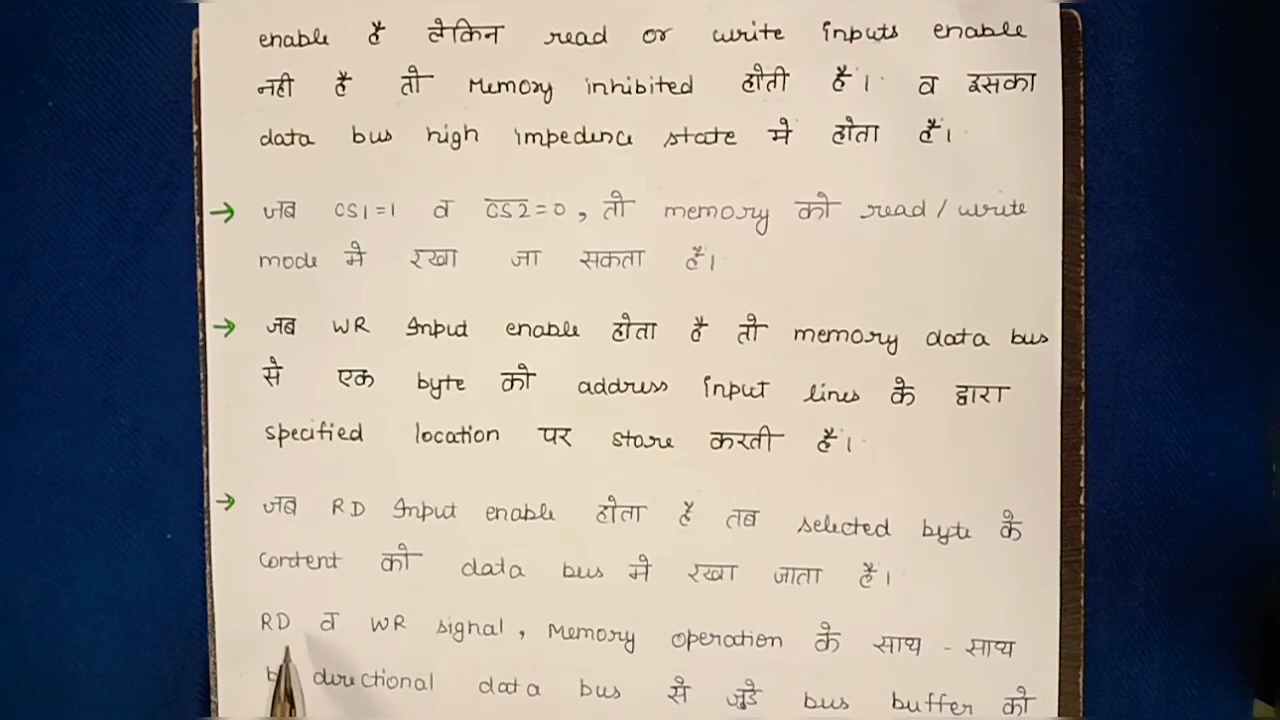 enable है लेकिन read or write inputs enable
नही है तो Memory inhibited होती है। व इसका
data bus high impedence state मे होता है।
→ जब CS1=1 व C̅S̅2̅=0, तो memory को read/write
mode मे रखा जा सकता है।
→ जब WR Input enable होता है तो memory data bus
से एक byte को address input lines के द्वारा
specified location पर store करती है।
→ जब RD Input enable होता है तब selected byte के
Content को data bus मे रखा जाता है।
RD व WR signal, Memory operation के साथ - साथ
directional data bus से जुडे bus buffer को